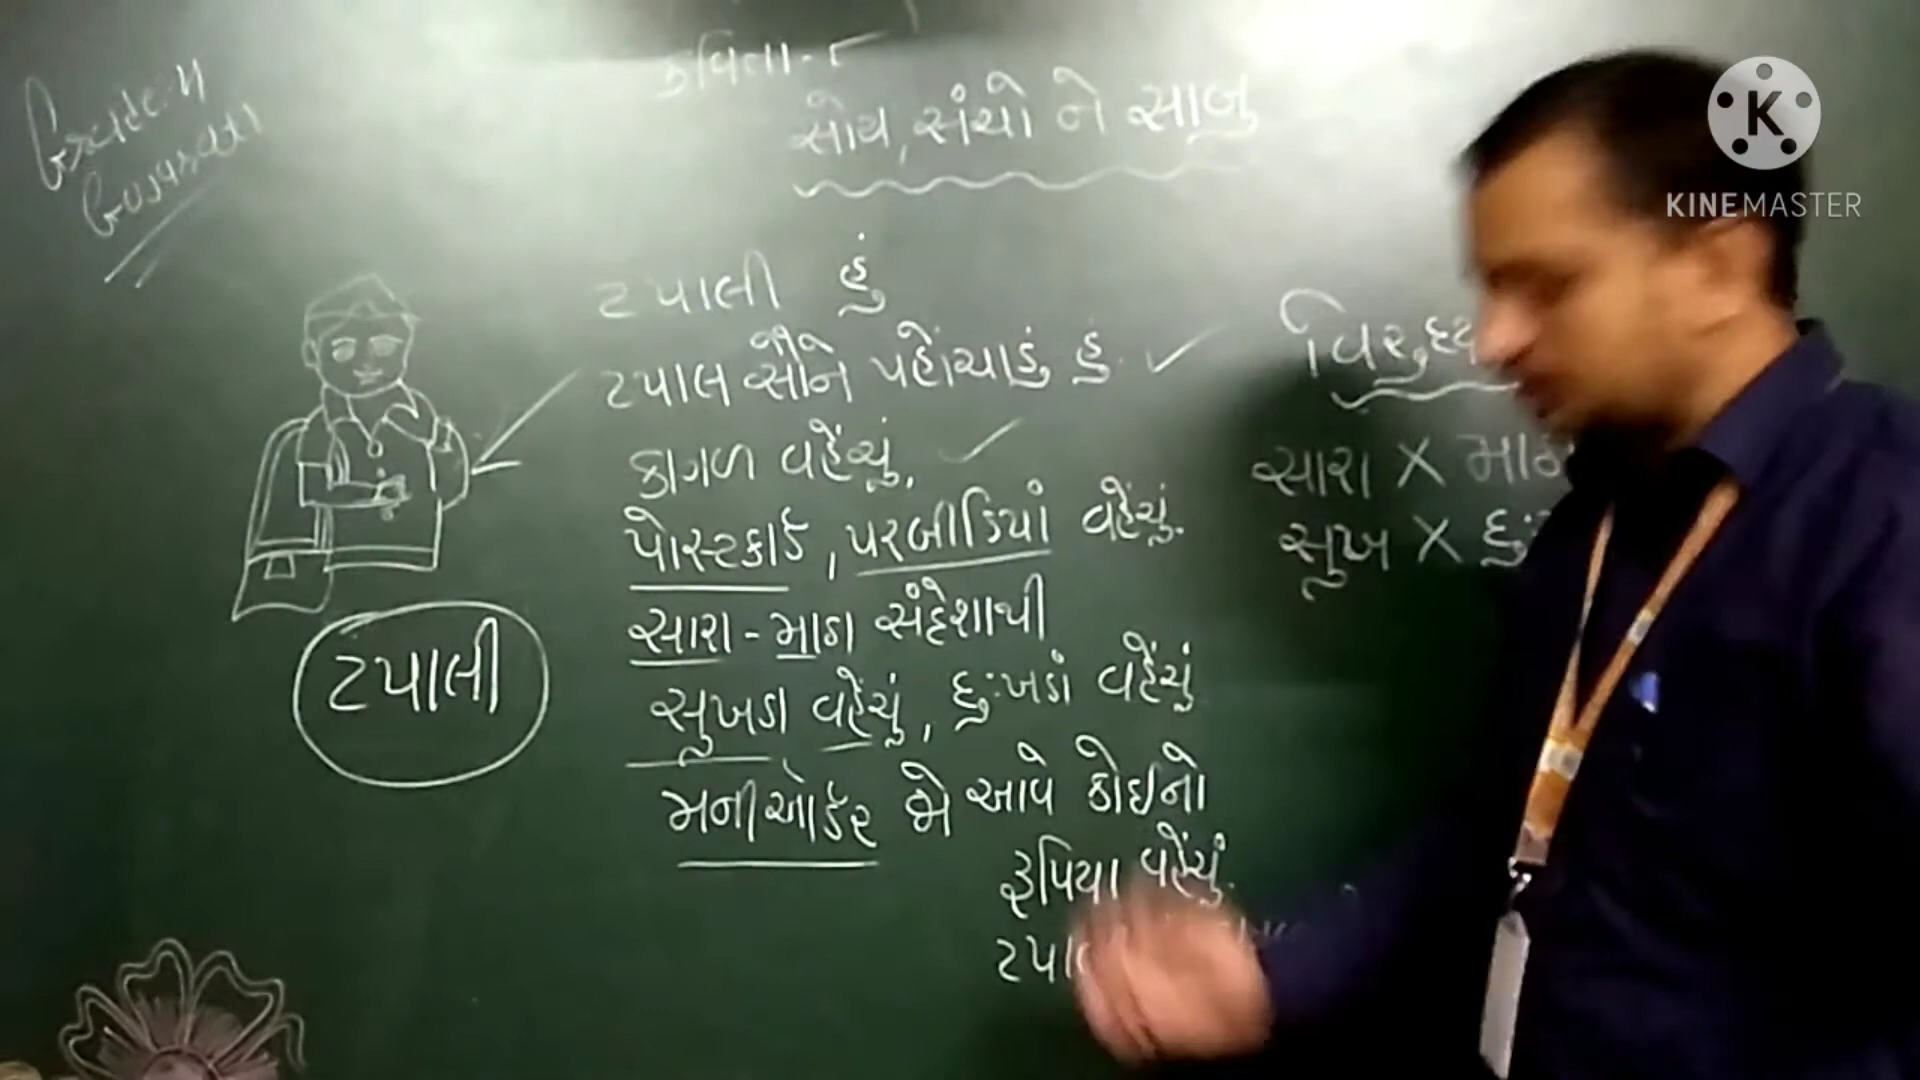 કવિતા-૮
સોય, સંચો ને સાબુ
ટપાલી હું
ટપાલ સૌને પહોંચાડું હું.
કાગળ વહેંચું,
પોસ્ટકાર્ડ, પરબીડિયાં વહેંચું.
સારા-માઠા સંદેશાથી
સુખડા વહેંચું, દુ:ખડાં વહેંચું
મનીઓર્ડર જો આવે કોઈનો
રૂપિયા વહેંચું.
ટપાલી
વિરુદ્ધ
સારા X
સુખ X
KINEMASTER